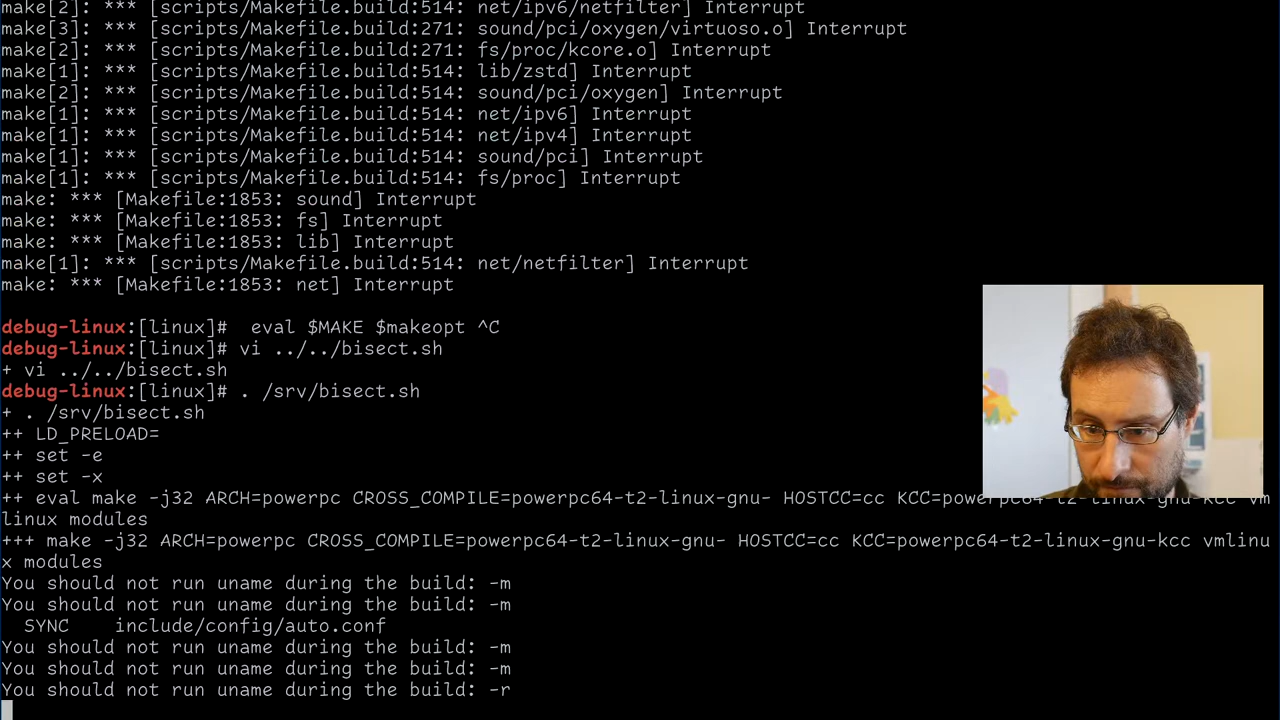 make[2]: *** [scripts/Makefile.build:514: net/ipv6/netfilter] Interrupt
make[3]: *** [scripts/Makefile.build:271: sound/pci/oxygen/virtuoso.o] Interrupt
make[2]: *** [scripts/Makefile.build:271: fs/proc/kcore.o] Interrupt
make[1]: *** [scripts/Makefile.build:514: lib/zstd] Interrupt
make[2]: *** [scripts/Makefile.build:514: sound/pci/oxygen] Interrupt
make[1]: *** [scripts/Makefile.build:514: net/ipv6] Interrupt
make[1]: *** [scripts/Makefile.build:514: net/ipv4] Interrupt
make[1]: *** [scripts/Makefile.build:514: sound/pci] Interrupt
make[1]: *** [scripts/Makefile.build:514: fs/proc] Interrupt
make: *** [Makefile:1853: sound] Interrupt
make: *** [Makefile:1853: fs] Interrupt
make: *** [Makefile:1853: lib] Interrupt
make[1]: *** [scripts/Makefile.build:514: net/netfilter] Interrupt
make: *** [Makefile:1853: net] Interrupt
debug-linux:[linux]#  eval $MAKE $makeopt ^C
debug-linux:[linux]# vi ../../bisect.sh
+ vi ../../bisect.sh
debug-linux:[linux]# . /srv/bisect.sh
+ . /srv/bisect.sh
++ LD_PRELOAD=
++ set -e
++ set -x
++ eval make -j32 ARCH=powerpc CROSS_COMPILE=powerpc64-t2-linux-gnu- HOSTCC=cc KCC=powerpc64-t2-linux-gnu-kcc vm
linux modules
+++ make -j32 ARCH=powerpc CROSS_COMPILE=powerpc64-t2-linux-gnu- HOSTCC=cc KCC=powerpc64-t2-linux-gnu-kcc vmlinu
x modules
You should not run uname during the build: -m
You should not run uname during the build: -m
  SYNC    include/config/auto.conf
You should not run uname during the build: -m
You should not run uname during the build: -m
You should not run uname during the build: -r